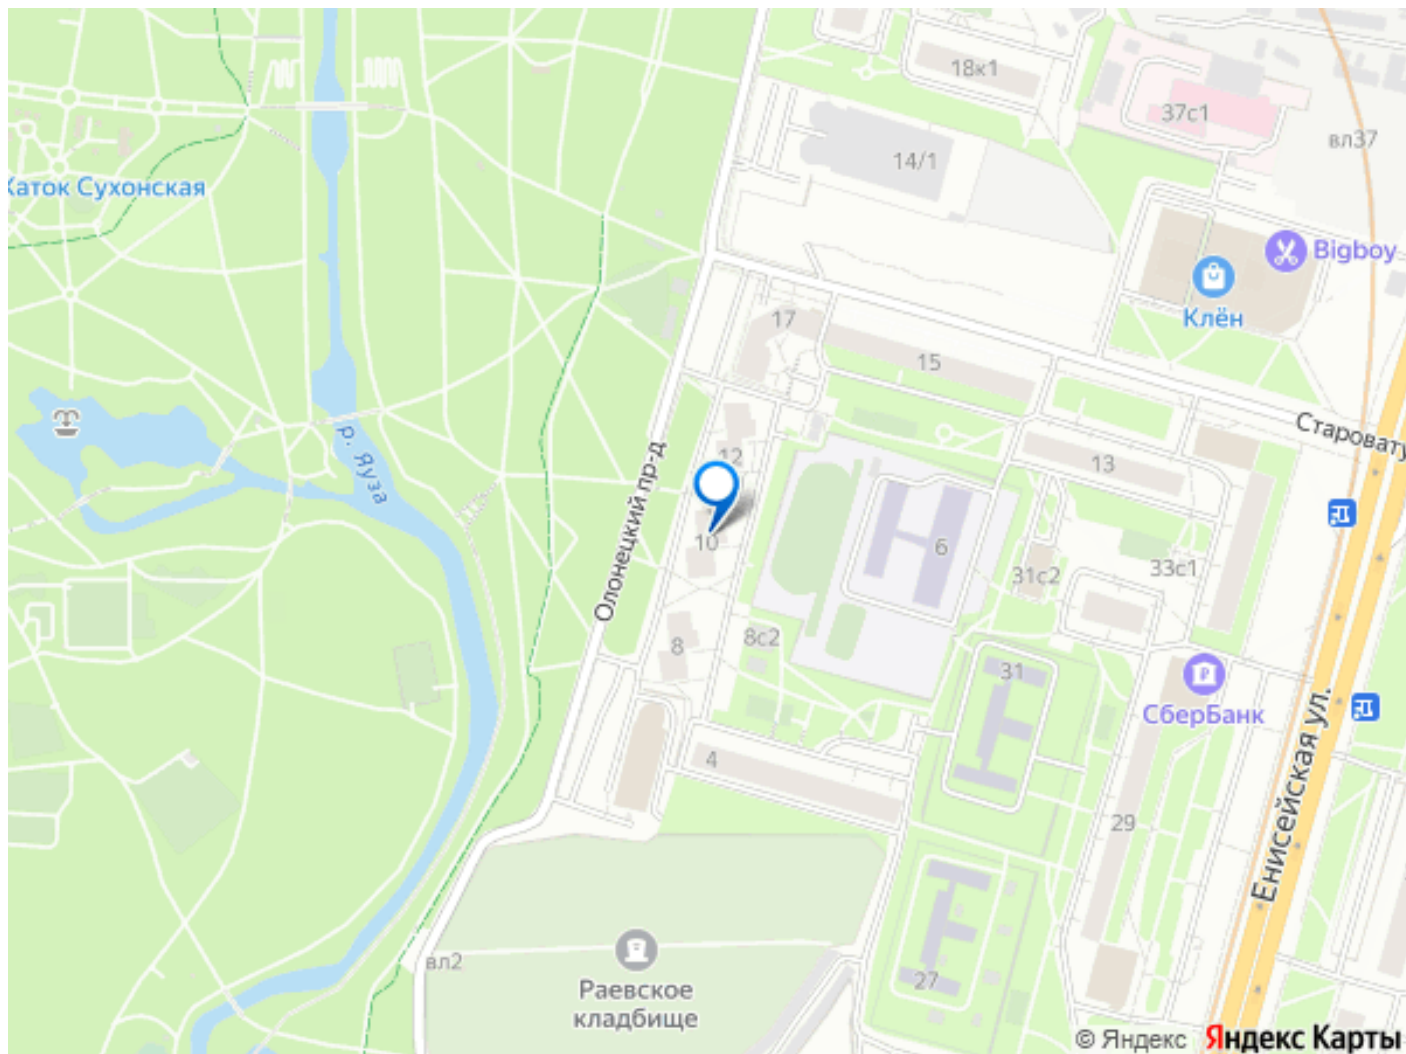 18к1
37с1
вл37
14/1
Каток Сухонская
Bigboy
Клён
17
15
Старовату
12
13
р. Яуза
Олонецкий пр-д
10
6
31с2
33с1
8
8с2
31
СберБанк
4
Енисейская ул.
29
вл2
27
Раевское
кладбище
© Яндекс Яндекс Карты